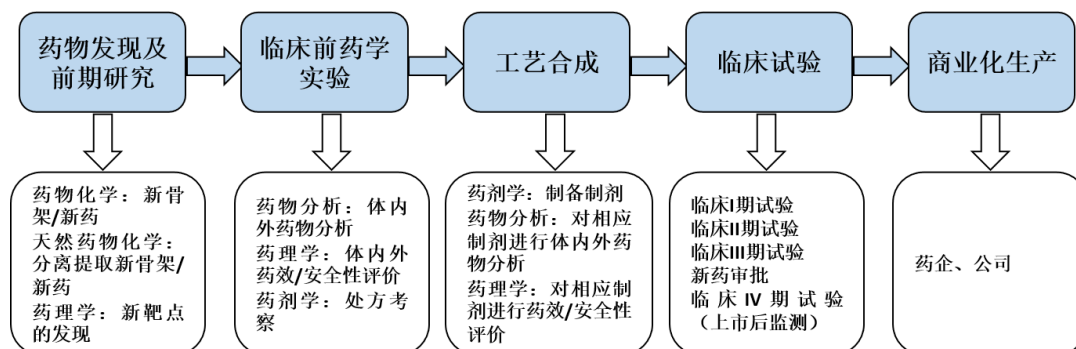 药物发现及
前期研究
临床前药学
实验
工艺合成
临床试验
商业化生产
药物化学：新骨
架/新药
天然药物化学：
分离提取新骨架/
新药
药理学：新靶点
的发现
药物分析：体内
外药物分析
药理学：体内外
药效/安全性评价
药剂学：处方考
察
药剂学：制备制剂
药物分析：对相应
制剂进行体内外药
物分析
药理学：对相应制
剂进行药效/安全性
评价
临床I期试验
临床II期试验
临床III期试验
新药审批
临床IV期试验
（上市后监测）
药企、公司